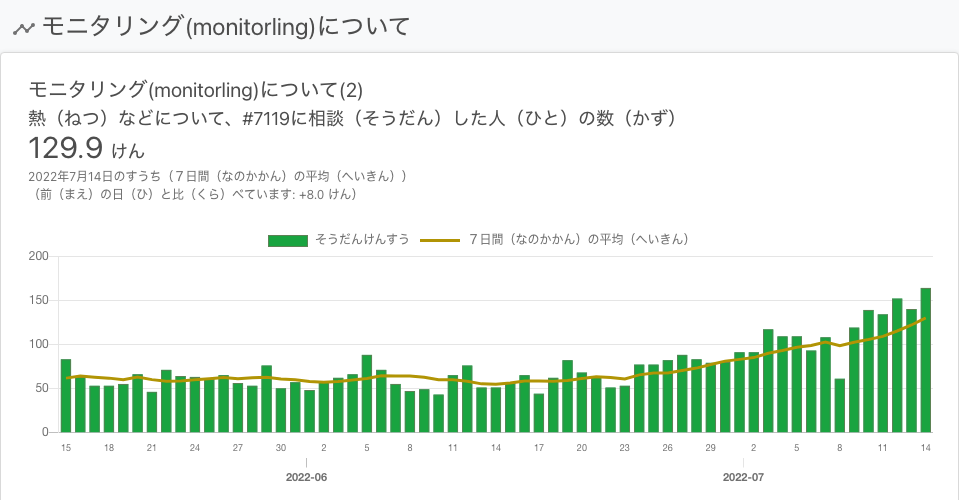 モニタリング(monitorling)について
モニタリング(monitorling)について(2)
熱（ねつ）などについて、#7119に相談（そうだん）した人（ひと）の数（かず）
129.9 けん
2022年7月14日のすうち（７日間（なのかかん）の平均（へいきん））
（前（まえ）の日（ひ）と比（くら）べています: +8.0 けん）
そうだんけんすう ７日間（なのかかん）の平均（へいきん）
200
150
100
50
0
15 18 21 24 27 30 2 5 8 11 14 17 20 23 26 29 2 5 8 11 14
2022-06 2022-07